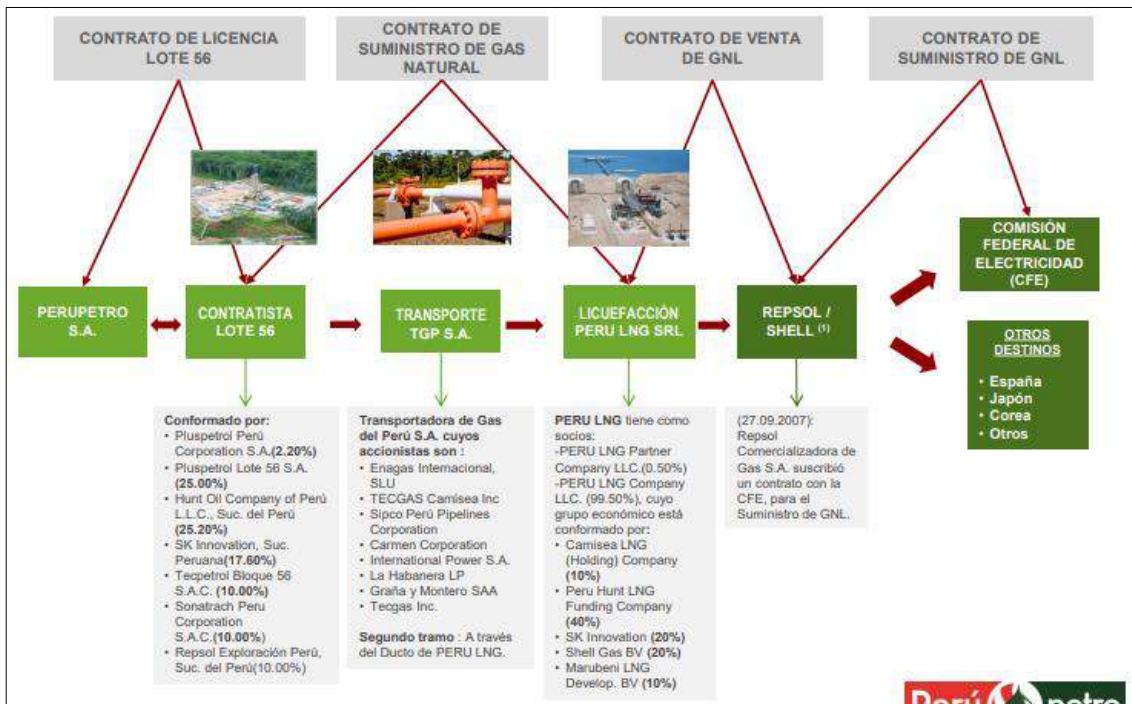 CONTRATO DE LICENCIA
LOTE 56
CONTRATO DE
SUMINISTRO DE GAS
NATURAL
CONTRATO DE VENTA
DE GNL
CONTRATO DE
SUMINISTRO DE GNL
PERUPETRO
S.A.
CONTRATISTA
LOTE 56
TRANSPORTE
TGP S.A.
LICUEFACCIÓN
PERU LNG SRL
REPSOL /
SHELL (1)
COMISIÓN
FEDERAL DE
ELECTRICIDAD
(CFE)
OTROS
DESTINOS
• España
• Japón
• Corea
• Otros
Conformado por:
• Pluspetrol Perú
Corporation S.A.(2.20%)
• Pluspetrol Lote 56 S.A.
(25.00%)
• Hunt Oil Company of Perú
L.L.C., Suc. del Perú
(25.20%)
• SK Innovation, Suc.
Peruana(17.60%)
• Tecpetrol Bloque 56
S.A.C. (10.00%)
• Sonatrach Peru
Corporation
S.A.C.(10.00%)
• Repsol Exploración Perú,
Suc. del Perú(10.00%)
Transportadora de Gas
del Perú S.A. cuyos
accionistas son :
• Enagas Internacional,
SLU
• TECGAS Camisea Inc
• Sipco Perú Pipelines
Corporation
• Carmen Corporation
• International Power S.A.
• La Habanera LP
• Graña y Montero SAA
• Tecgas Inc.
Segundo tramo : A través
del Ducto de PERU LNG.
PERU LNG tiene como
socios:
-PERU LNG Partner
Company LLC.(0.50%)
-PERU LNG Company
LLC. (99.50%), cuyo
grupo económico está
conformado por:
• Camisea LNG
(Holding) Company
(10%)
• Peru Hunt LNG
Funding Company
(40%)
• SK Innovation (20%)
• Shell Gas BV (20%)
• Marubeni LNG
Develop. BV (10%)
(27.09.2007):
Repsol
Comercializadora de
Gas S.A. suscribió
un contrato con la
CFE, para el
Suministro de GNL.
Perú petro